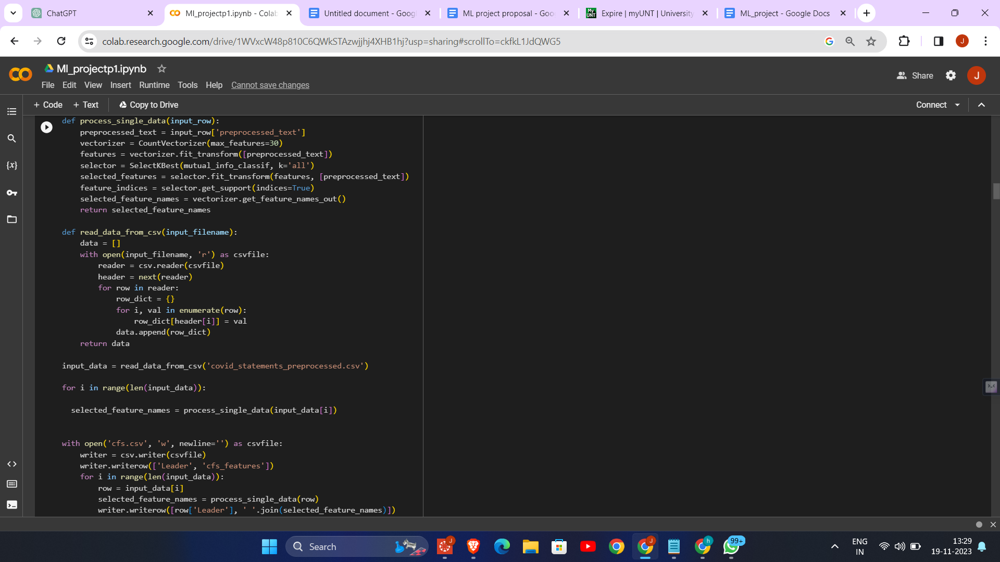 ChatGPT
Ml_projectp1.ipynb - Colab
Untitled document - Googl
ML project proposal - Goo
My UNT
Expire | myUNT | University
ML_project - Google Docs
colab.research.google.com/drive/1WVxcW48p810C6QWkSTAzwjjhj4XHB1hj?usp=sharing#scrollTo=ckfkL1JdQWG5
J
Ml_projectp1.ipynb
File Edit View Insert Runtime Tools Help Cannot save changes
Share
J
+ Code + Text Copy to Drive
Connect
{x}
def process_single_data(input_row):
preprocessed_text = input_row['preprocessed_text']
vectorizer = CountVectorizer(max_features=30)
features = vectorizer.fit_transform([preprocessed_text])
selector = SelectKBest(mutual_info_classif, k='all')
selected_features = selector.fit_transform(features, [preprocessed_text])
feature_indices = selector.get_support(indices=True)
selected_feature_names = vectorizer.get_feature_names_out()
return selected_feature_names
def read_data_from_csv(input_filename):
data = []
with open(input_filename, 'r') as csvfile:
reader = csv.reader(csvfile)
header = next(reader)
for row in reader:
row_dict = {}
for i, val in enumerate(row):
row_dict[header[i]] = val
data.append(row_dict)
return data
input_data = read_data_from_csv('covid_statements_preprocessed.csv')
for i in range(len(input_data)):
selected_feature_names = process_single_data(input_data[i])
with open('cfs.csv', 'w', newline='') as csvfile:
writer = csv.writer(csvfile)
writer.writerow(['Leader', 'cfs_features'])
for i in range(len(input_data)):
row = input_data[i]
selected_feature_names = process_single_data(row)
writer.writerow([row['Leader'], ' '.join(selected_feature_names)])
Search
J
J
h
99+
ENG
IN
13:29
19-11-2023